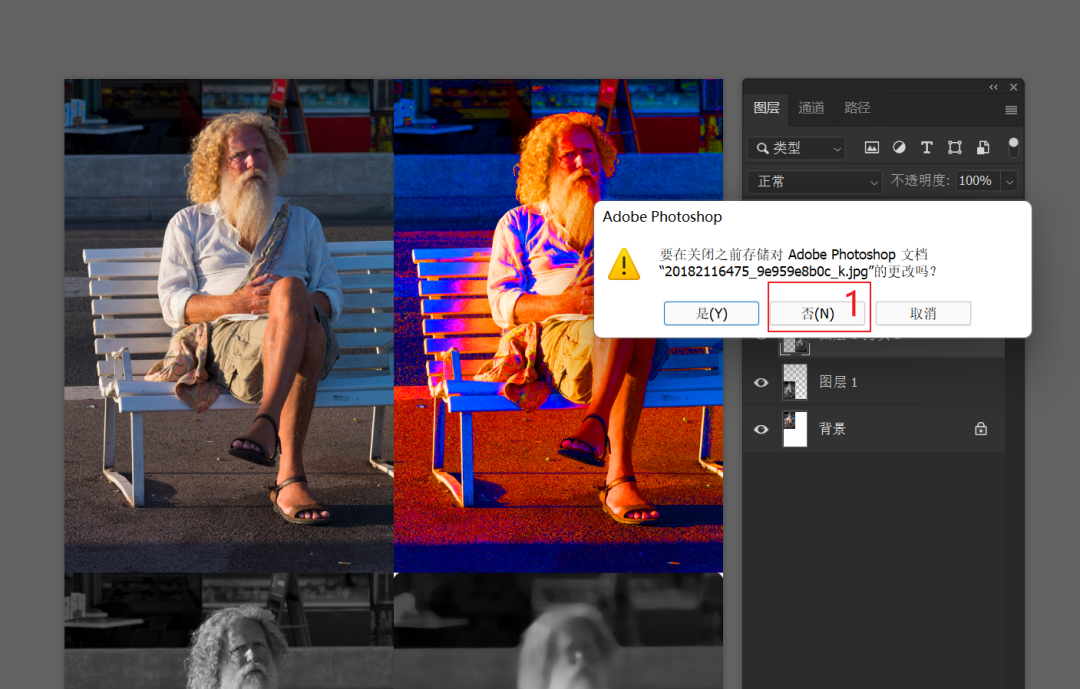 图层 通道 路径
类型
正常 不透明度: 100%
Adobe Photoshop
要在关闭之前存储对 Adobe Photoshop 文档
“20182116475_9e959e8b0c_k.jpg”的更改吗?
是(Y) 否(N) 1 取消
图层 1
背景